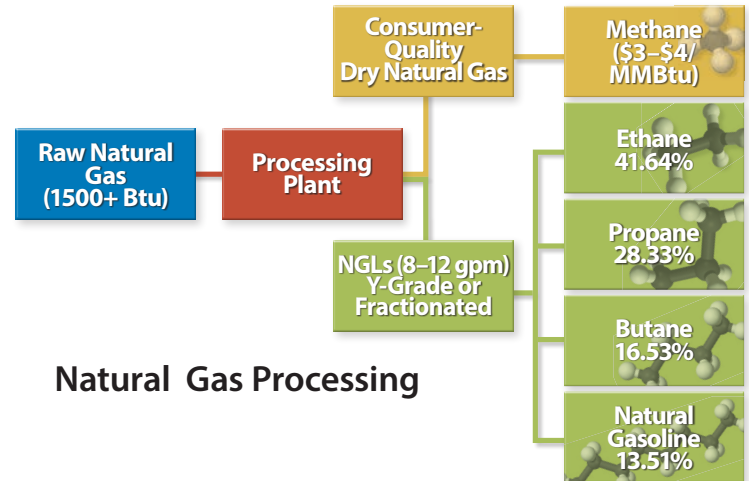 Consumer-
Quality
Dry Natural Gas
Methane
($3–$4/
MMBtu)
Raw Natural
Gas
(1500+ Btu)
Processing
Plant
Ethane
41.64%
Propane
28.33%
NGLs (8–12 gpm)
Y-Grade or
Fractionated
Butane
16.53%
Natural Gas Processing
Natural
Gasoline
13.51%